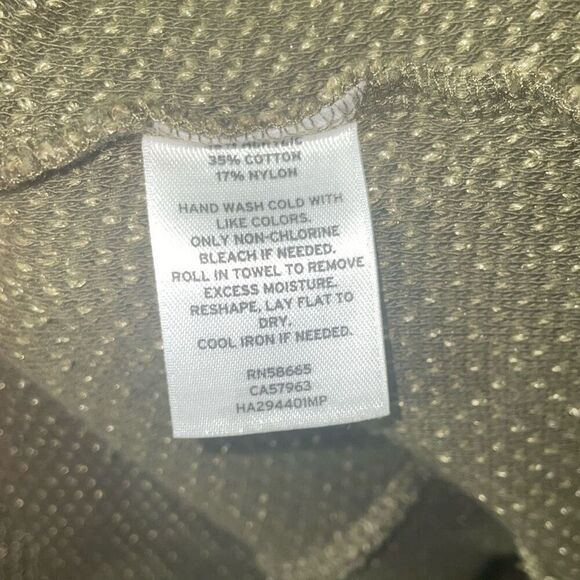 35% COTTON
17% NYLON
HAND WASH COLD WITH
LIKE COLORS.
ONLY NON-CHLORINE
BLEACH IF NEEDED.
ROLL IN TOWEL TO REMOVE
EXCESS MOISTURE.
RESHAPE, LAY FLAT TO
DRY.
COOL IRON IF NEEDED.
RN58665
CA57963
HA294401MP